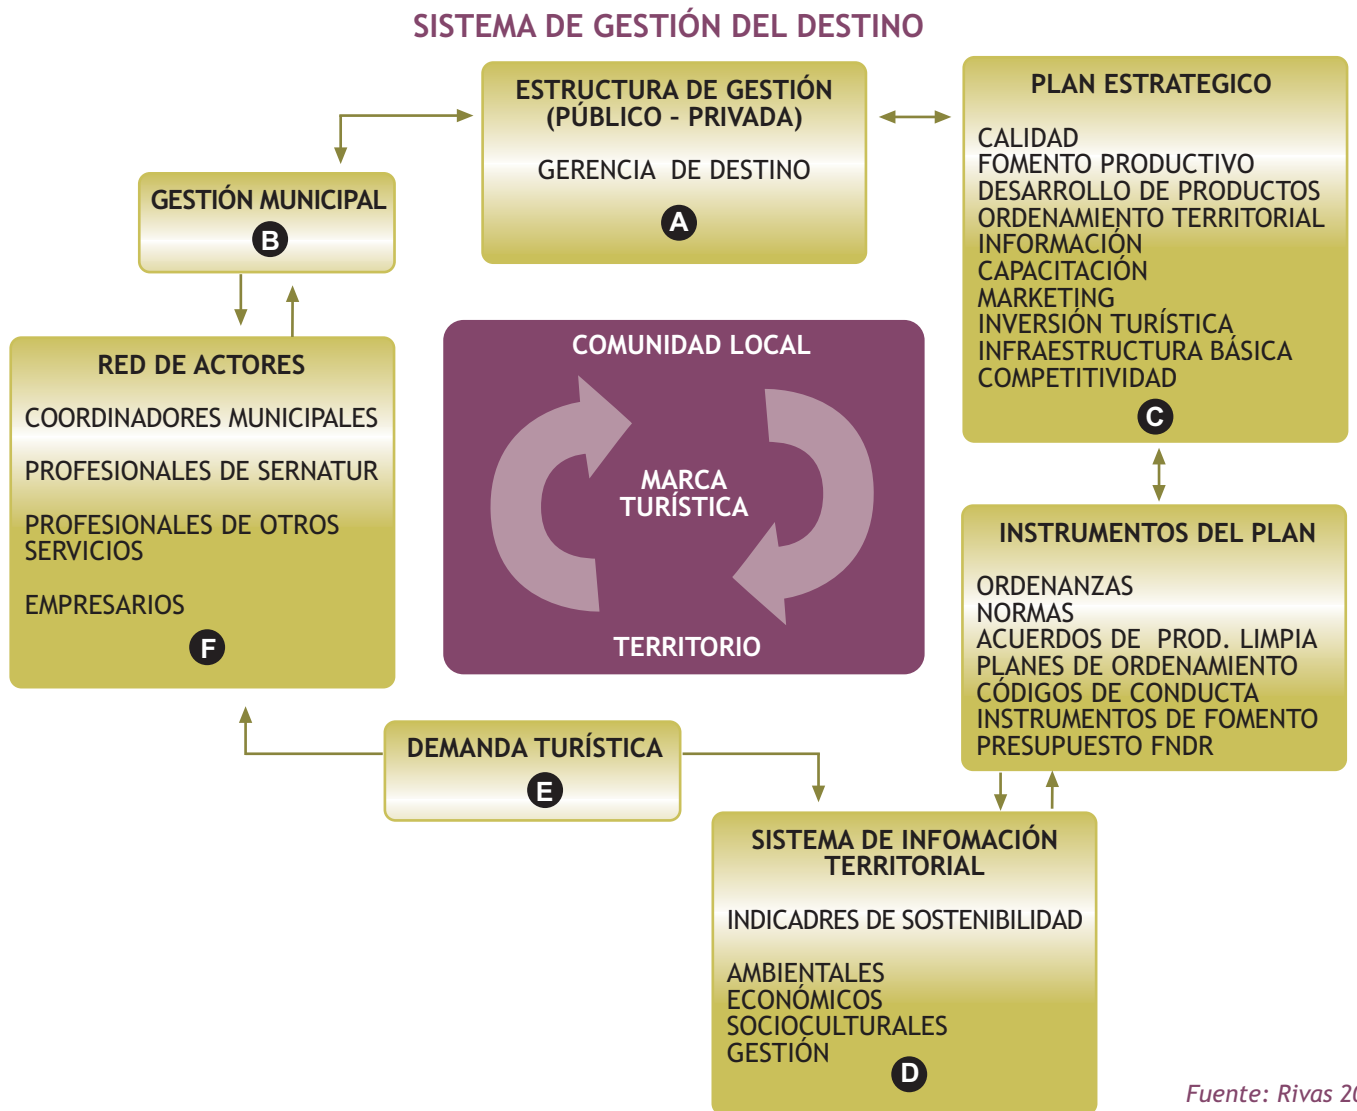 SISTEMA DE GESTIÓN DEL DESTINO
ESTRUCTURA DE GESTIÓN
(PÚBLICO - PRIVADA)
GERENCIA DE DESTINO
A
PLAN ESTRATEGICO
CALIDAD
FOMENTO PRODUCTIVO
DESARROLLO DE PRODUCTOS
ORDENAMIENTO TERRITORIAL
INFORMACIÓN
CAPACITACIÓN
MARKETING
INVERSIÓN TURÍSTICA
INFRAESTRUCTURA BÁSICA
COMPETITIVIDAD
C
GESTIÓN MUNICIPAL
B
RED DE ACTORES
COORDINADORES MUNICIPALES
PROFESIONALES DE SERNATUR
PROFESIONALES DE OTROS
SERVICIOS
EMPRESARIOS
F
COMUNIDAD LOCAL
MARCA
TURÍSTICA
TERRITORIO
INSTRUMENTOS DEL PLAN
ORDENANZAS
NORMAS
ACUERDOS DE PROD. LIMPIA
PLANES DE ORDENAMIENTO
CÓDIGOS DE CONDUCTA
INSTRUMENTOS DE FOMENTO
PRESUPUESTO FNDR
DEMANDA TURÍSTICA
E
SISTEMA DE INFOMACIÓN
TERRITORIAL
INDICADRES DE SOSTENIBILIDAD
AMBIENTALES
ECONÓMICOS
SOCIOCULTURALES
GESTIÓN
D
Fuente: Rivas